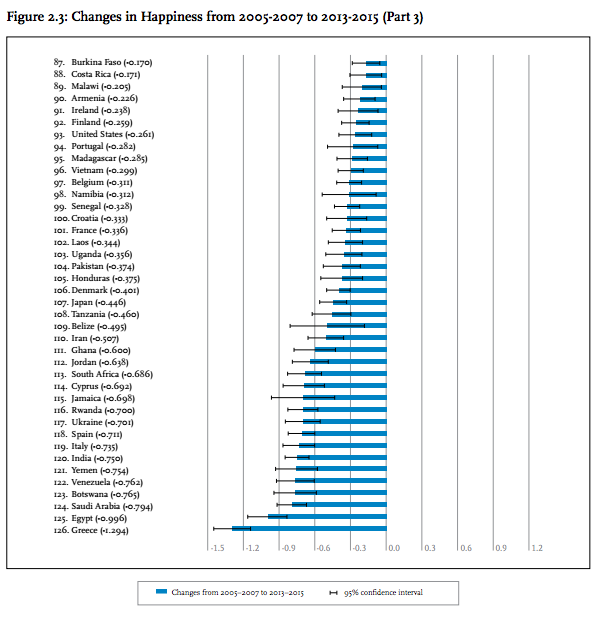 Figure 2.3: Changes in Happiness from 2005-2007 to 2013-2015 (Part 3)
87. Burkina Faso (-0.170)
88. Costa Rica (-0.171)
89. Malawi (-0.205)
90. Armenia (-0.226)
91. Ireland (-0.238)
92. Finland (-0.259)
93. United States (-0.261)
94. Portugal (-0.282)
95. Madagascar (-0.285)
96. Vietnam (-0.299)
97. Belgium (-0.311)
98. Namibia (-0.312)
99. Senegal (-0.328)
100. Croatia (-0.333)
101. France (-0.336)
102. Laos (-0.344)
103. Uganda (-0.356)
104. Pakistan (-0.374)
105. Honduras (-0.375)
106. Denmark (-0.401)
107. Japan (-0.446)
108. Tanzania (-0.460)
109. Belize (-0.495)
110. Iran (-0.507)
111. Ghana (-0.600)
112. Jordan (-0.638)
113. South Africa (-0.686)
114. Cyprus (-0.692)
115. Jamaica (-0.698)
116. Rwanda (-0.700)
117. Ukraine (-0.701)
118. Spain (-0.711)
119. Italy (-0.735)
120. India (-0.750)
121. Yemen (-0.754)
122. Venezuela (-0.762)
123. Botswana (-0.765)
124. Saudi Arabia (-0.794)
125. Egypt (-0.996)
126. Greece (-1.294)
-1.5 -1.2 -0.9 -0.6 -0.3 0.0 0.3 0.6 0.9 1.2
Changes from 2005–2007 to 2013–2015 95% confidence interval